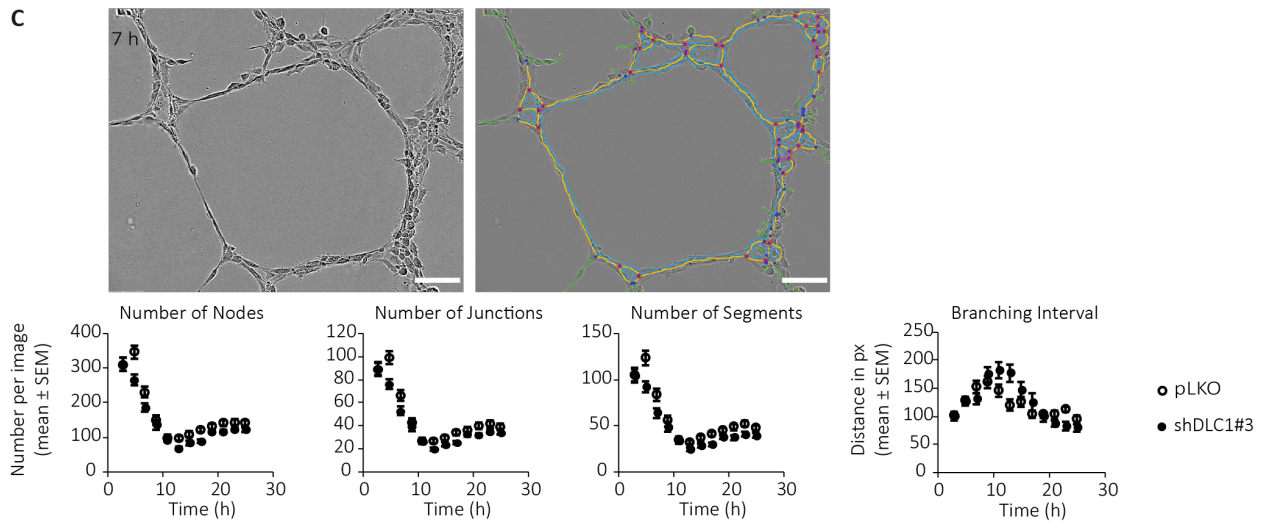 C
7 h
Number of Nodes
Number per image
(mean ± SEM)
400
300
200
100
0
0 10 20 30
Time (h)
Number of Junctions
120
100
80
60
40
20
0
0 10 20 30
Time (h)
Number of Segments
150
100
50
0
0 10 20 30
Time (h)
Branching Interval
Distance in px
(mean ± SEM)
250
200
150
100
50
0
0 10 20 30
Time (h)
pLKO
shDLC1#3